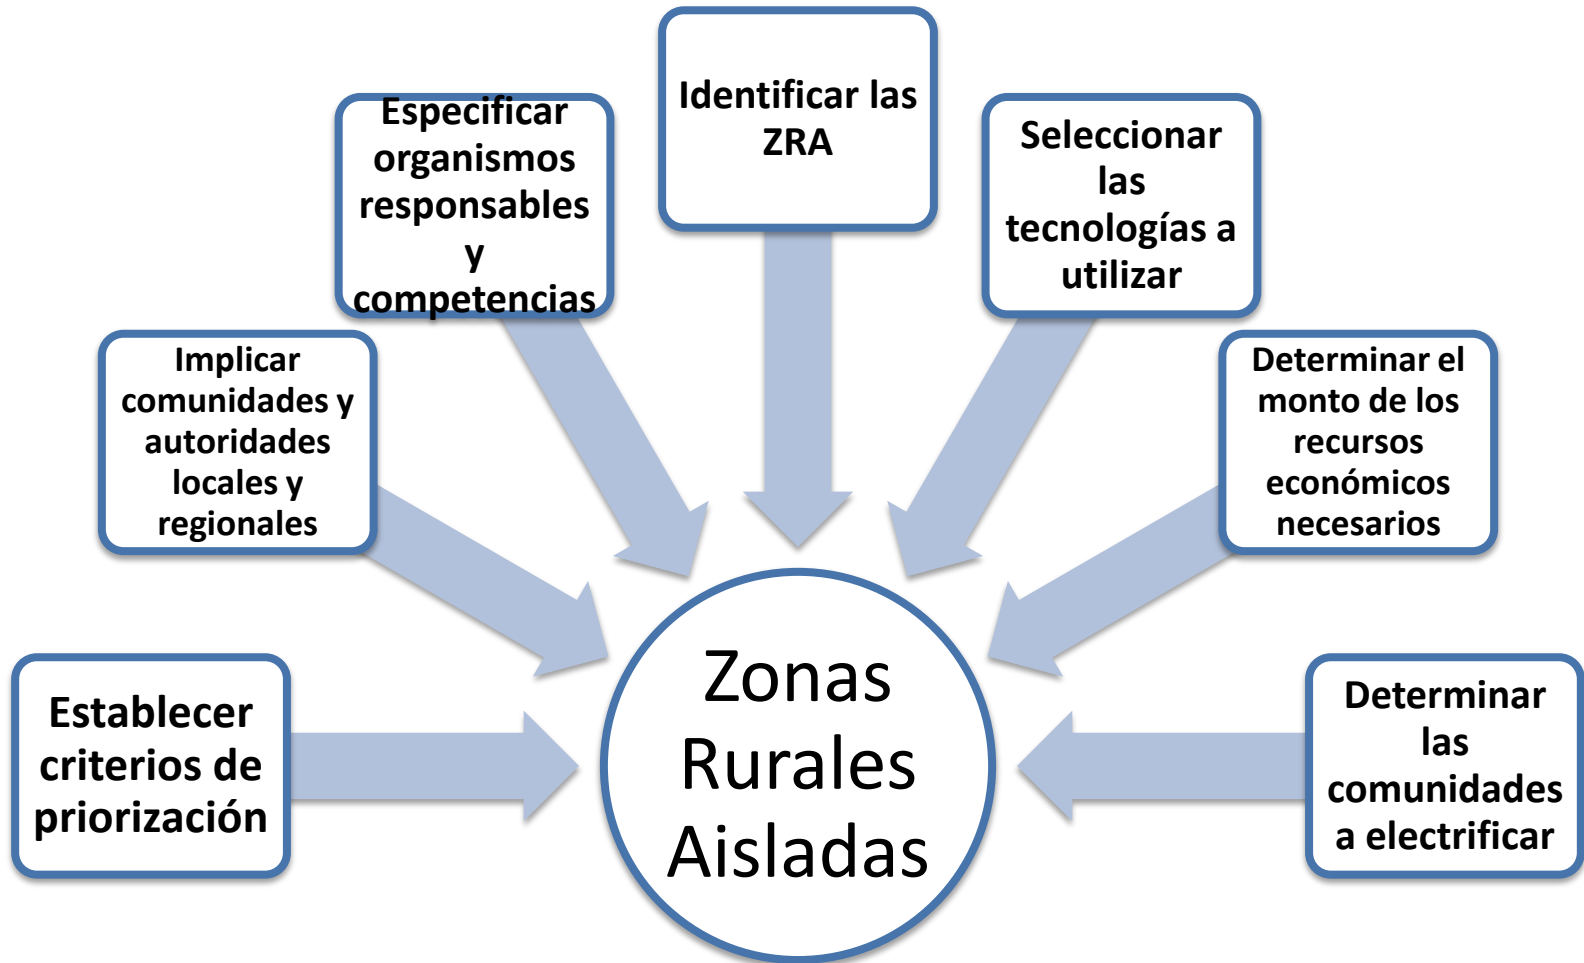 Establecer
criterios de
priorización
Implicar
comunidades y
autoridades
locales y
regionales
Especificar
organismos
responsables
y
competencias
Identificar las
ZRA
Seleccionar
las
tecnologías a
utilizar
Determinar el
monto de los
recursos
económicos
necesarios
Determinar
las
comunidades
a electrificar
Zonas
Rurales
Aisladas